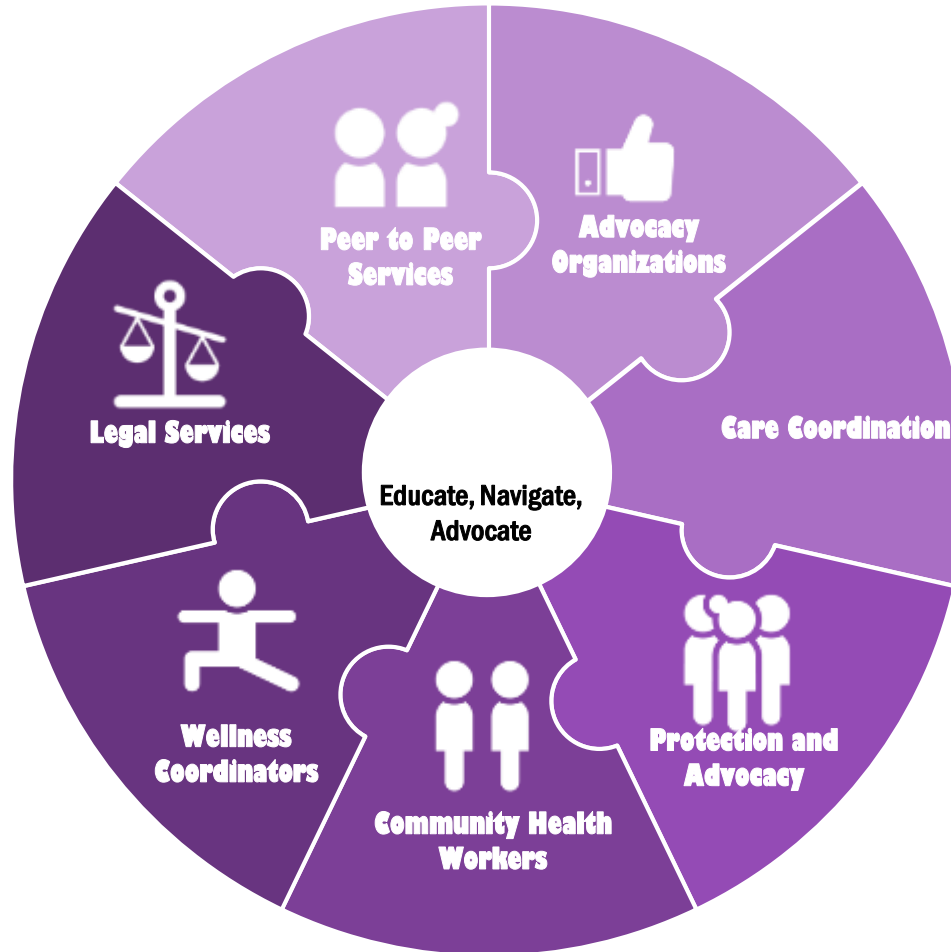 Peer to Peer
Services
Advocacy
Organizations
Care Coordination
Protection and
Advocacy
Community Health
Workers
Wellness
Coordinators
Legal Services
Educate, Navigate,
Advocate